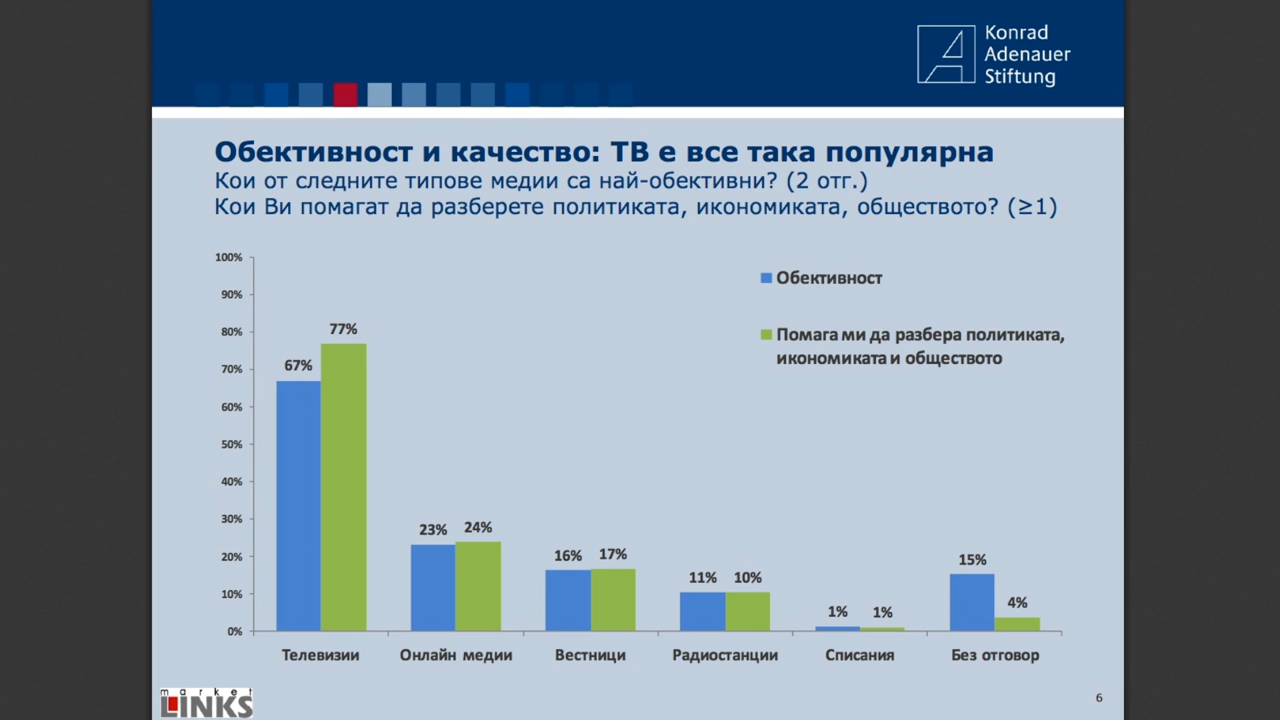 Konrad
Adenauer
Stiftung
Обективност и качество: ТВ е все така популярна
Кои от следните типове медии са най-обективни? (2 отг.)
Кои Ви помагат да разберете политиката, икономиката, обществото? (≥1)
100%
90%
80%
70%
60%
50%
40%
30%
20%
10%
0%
Обективност
Помага ми да разбера политиката,
икономиката и обществото
67%
77%
23%
24%
16%
17%
11%
10%
1%
1%
15%
4%
Телевизии
Онлайн медии
Вестници
Радиостанции
Списания
Без отговор
market
LINKS
6